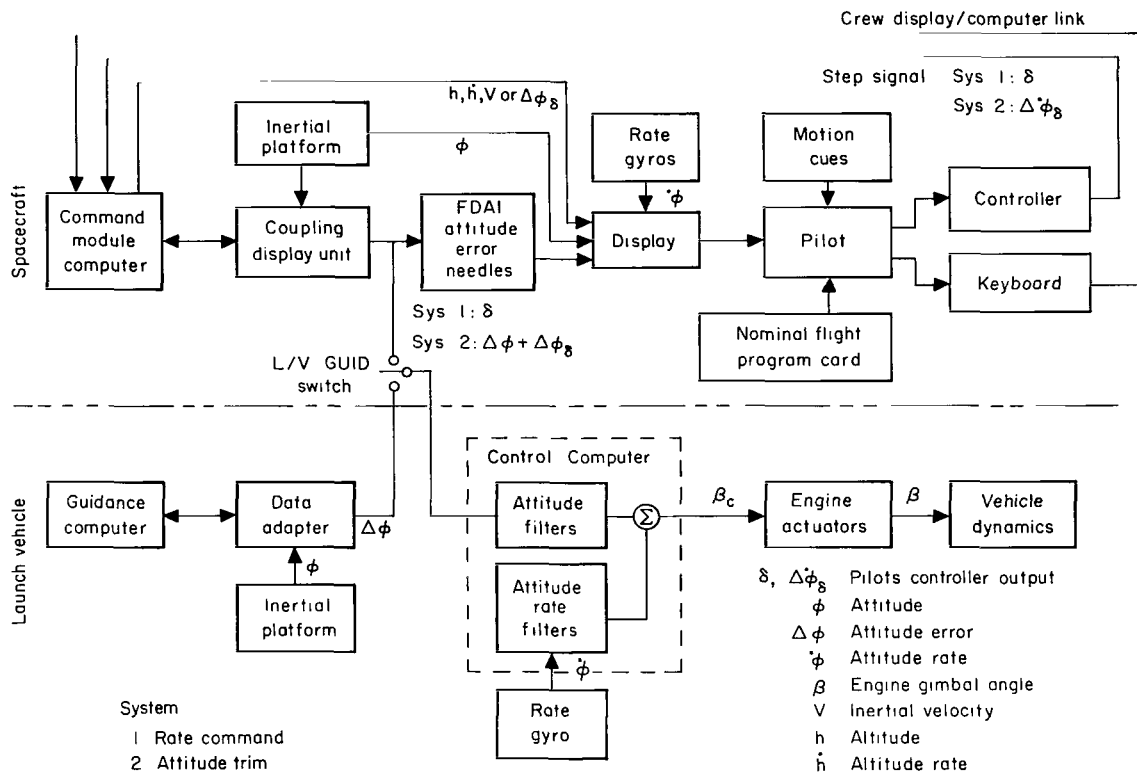 Crew display/computer link
Step signal Sys 1: δ
Sys 2: Δφ̇δ
h, ḣ, V or Δφδ
Spacecraft
Inertial platform
φ
Rate gyros
φ̇
Motion cues
Command module computer
Coupling display unit
FDAI attitude error needles
Display
Pilot
Controller
Keyboard
Nominal flight program card
Sys 1: δ
Sys 2: Δφ + Δφδ
L/V GUID switch
Launch vehicle
Guidance computer
Data adapter
Δφ
φ
Inertial platform
Control Computer
Attitude filters
Σ
Attitude rate filters
φ̇
Rate gyro
βc
Engine actuators
β
Vehicle dynamics
δ, Δφ̇δ Pilots controller output
φ Attitude
Δφ Attitude error
φ̇ Attitude rate
β Engine gimbal angle
V Inertial velocity
h Altitude
ḣ Altitude rate
System
1 Rate command
2 Attitude trim